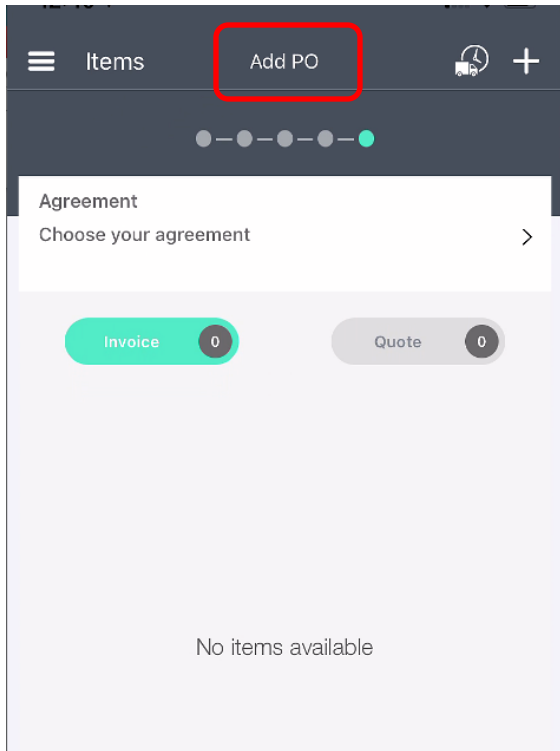 Items
Add PO
Agreement
Choose your agreement
Invoice 0
Quote 0
No items available